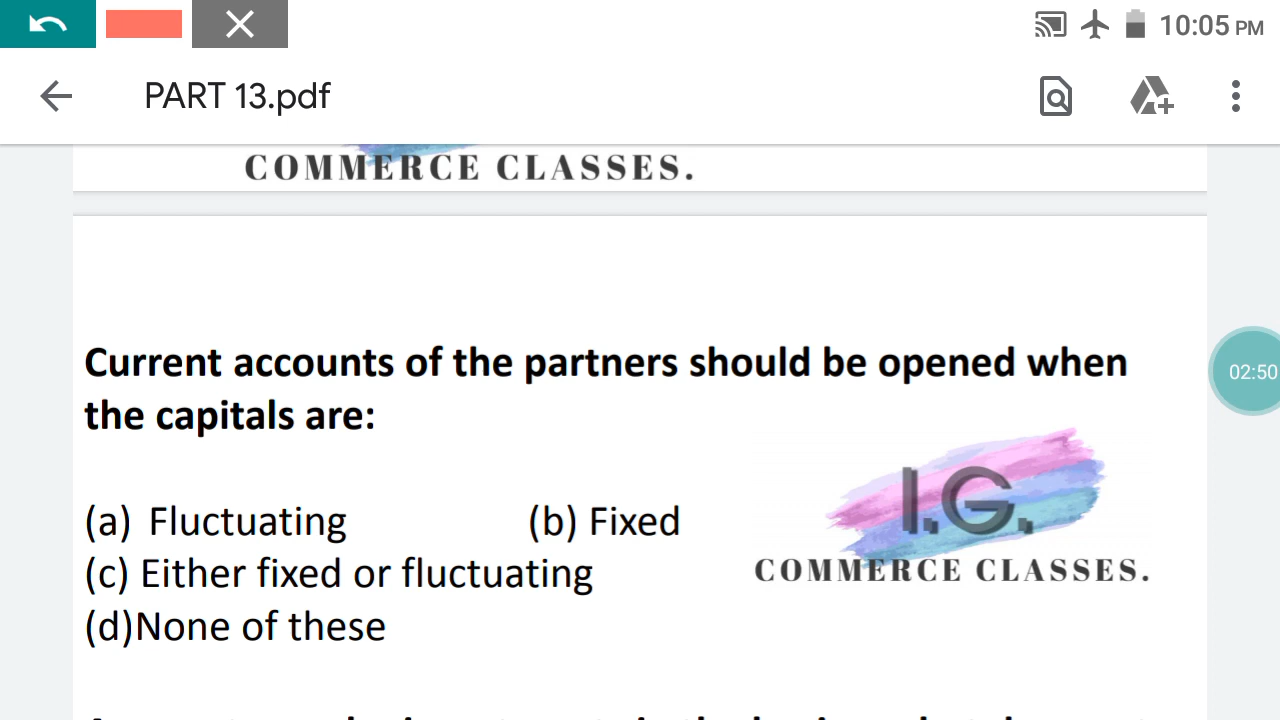 10:05 PM
PART 13.pdf
COMMERCE CLASSES.
Current accounts of the partners should be opened when
the capitals are:
02:50
(a) Fluctuating (b) Fixed
I.G.
(c) Either fixed or fluctuating
COMMERCE CLASSES.
(d)None of these